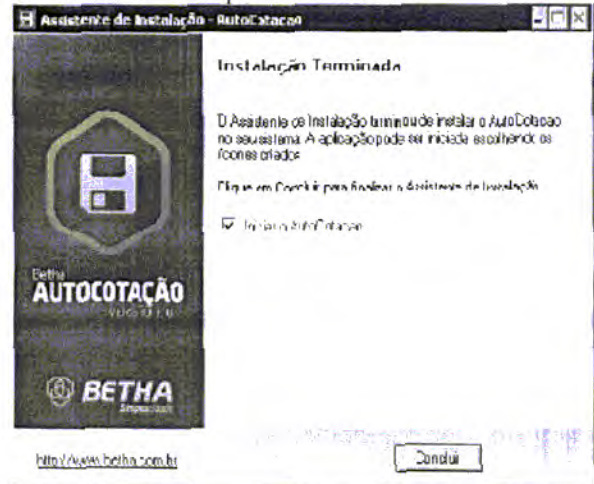 Assistente de Instalação - AutoCotacao
Instalação Terminada
O Assistente de Instalação terminou de instalar o AutoCotacao
no seu sistema. A aplicação pode ser iniciada escolhendo os
ícones criados
Clique em Concluir para finalizar o Assistente de Instalação
Iniciar o AutoCotacao
Betha
AUTOCOTAÇÃO
BETHA
http://www.betha.com.br
Concluir